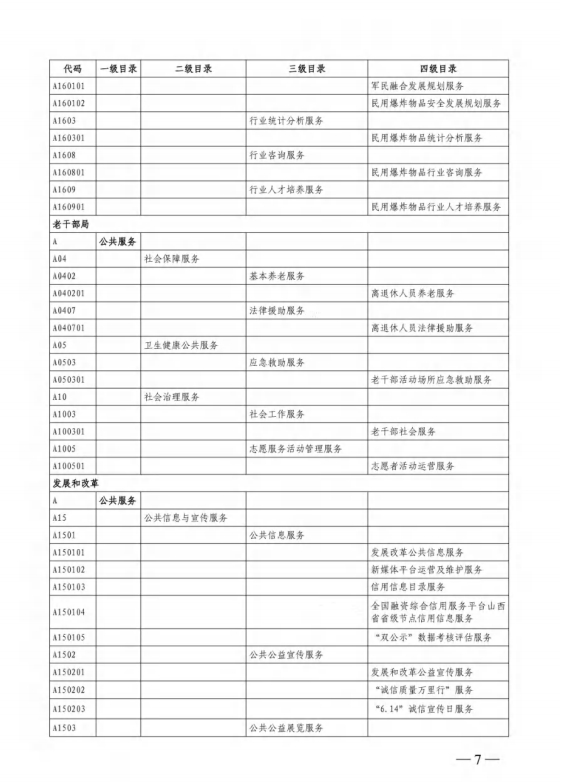 代码 一级目录 二级目录 三级目录 四级目录
A160101 军民融合发展规划服务
A160102 民用爆炸物品安全发展规划服务
A1603 行业统计分析服务
A160301 民用爆炸物品统计分析服务
A1608 行业咨询服务
A160801 民用爆炸物品行业咨询服务
A1609 行业人才培养服务
A160901 民用爆炸物品行业人才培养服务
老干部局
A 公共服务
A04 社会保障服务
A0402 基本养老服务
A040201 离退休人员养老服务
A0407 法律援助服务
A040701 离退休人员法律援助服务
A05 卫生健康公共服务
A0503 应急救助服务
A050301 老干部活动场所应急救助服务
A10 社会治理服务
A1003 社会工作服务
A100301 老干部社会服务
A1005 志愿服务活动管理服务
A100501 志愿者活动运营服务
发展和改革
A 公共服务
A15 公共信息与宣传服务
A1501 公共信息服务
A150101 发展改革公共信息服务
A150102 新媒体平台运营及维护服务
A150103 信用信息目录服务
A150104 全国融资综合信用服务平台山西
省省级节点信用信息服务
A150105 “双公示”数据考核评估服务
A1502 公共公益宣传服务
A150201 发展和改革公益宣传服务
A150202 “诚信质量万里行”服务
A150203 “6.14”诚信宣传日服务
A1503 公共公益展览服务
—7—